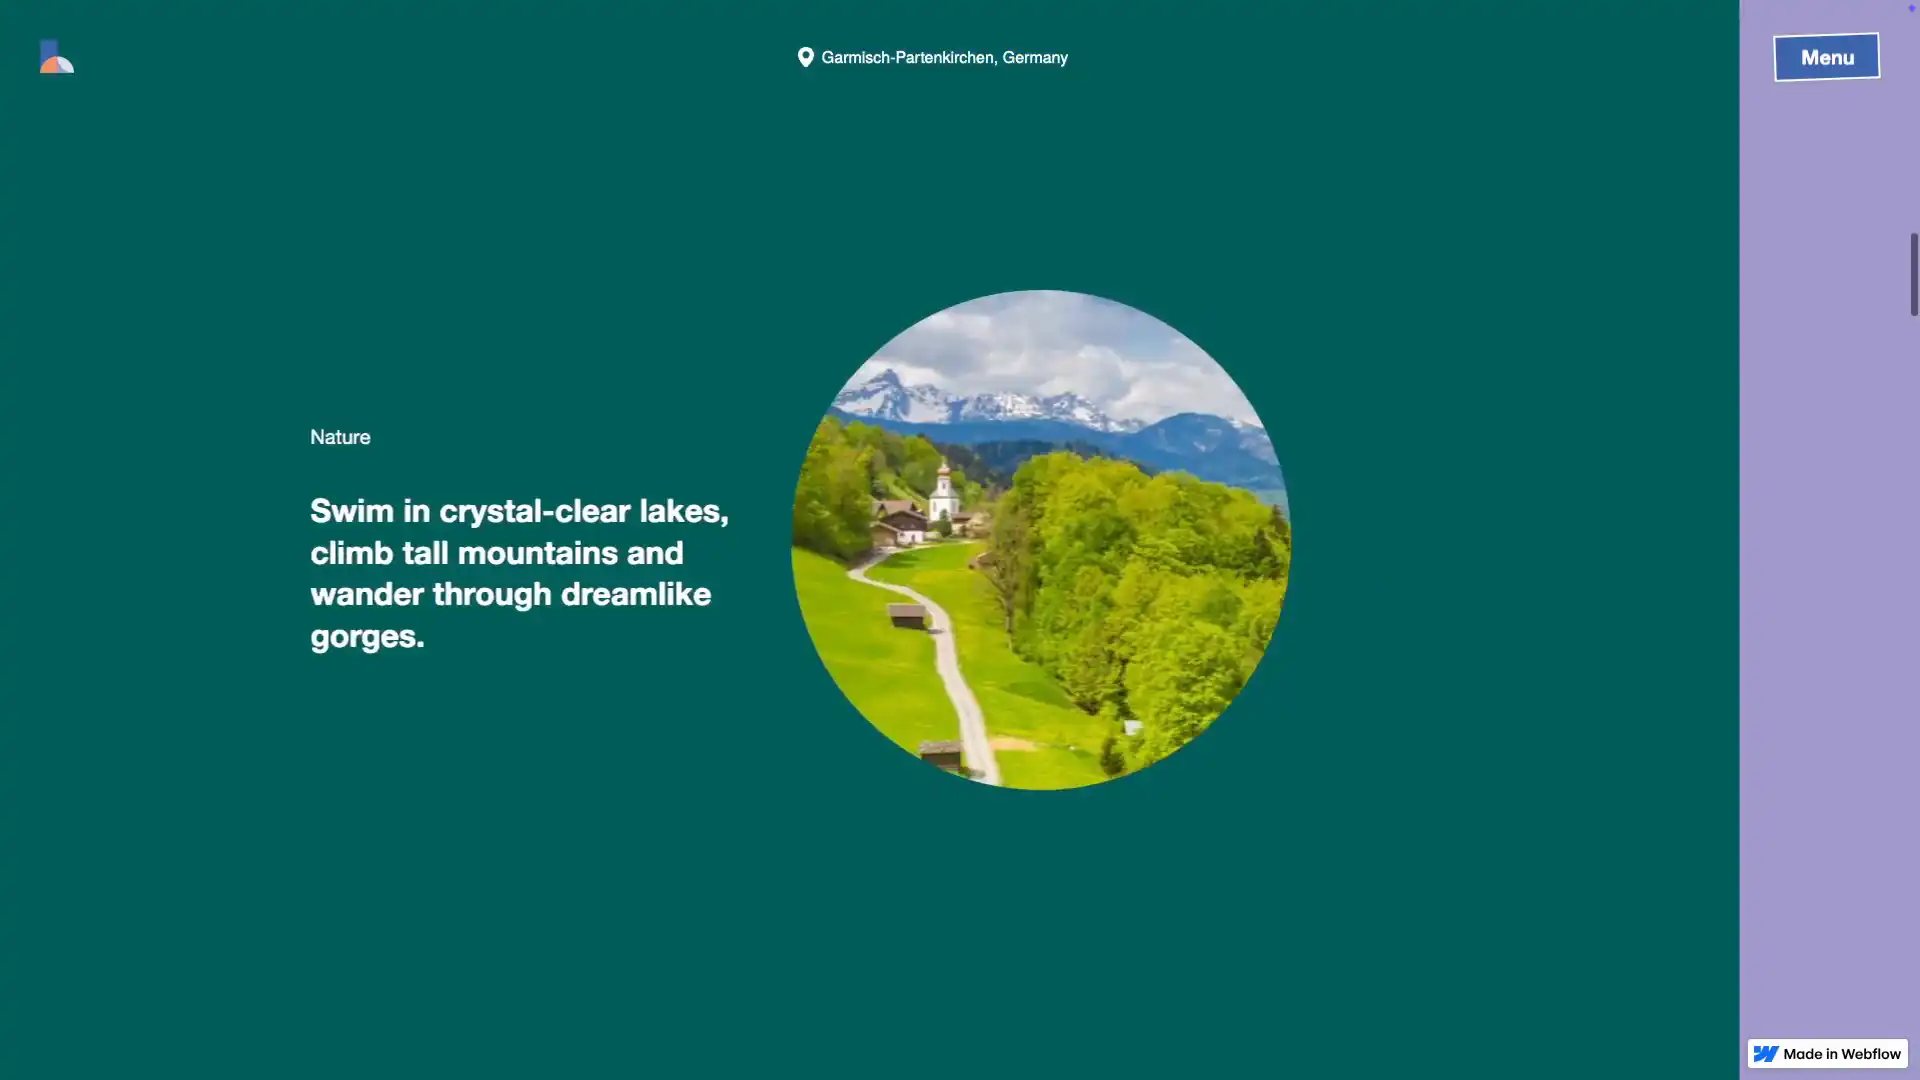 Garmisch-Partenkirchen, Germany
Menu
Nature
Swim in crystal-clear lakes,
climb tall mountains and
wander through dreamlike
gorges.
Made in Webflow